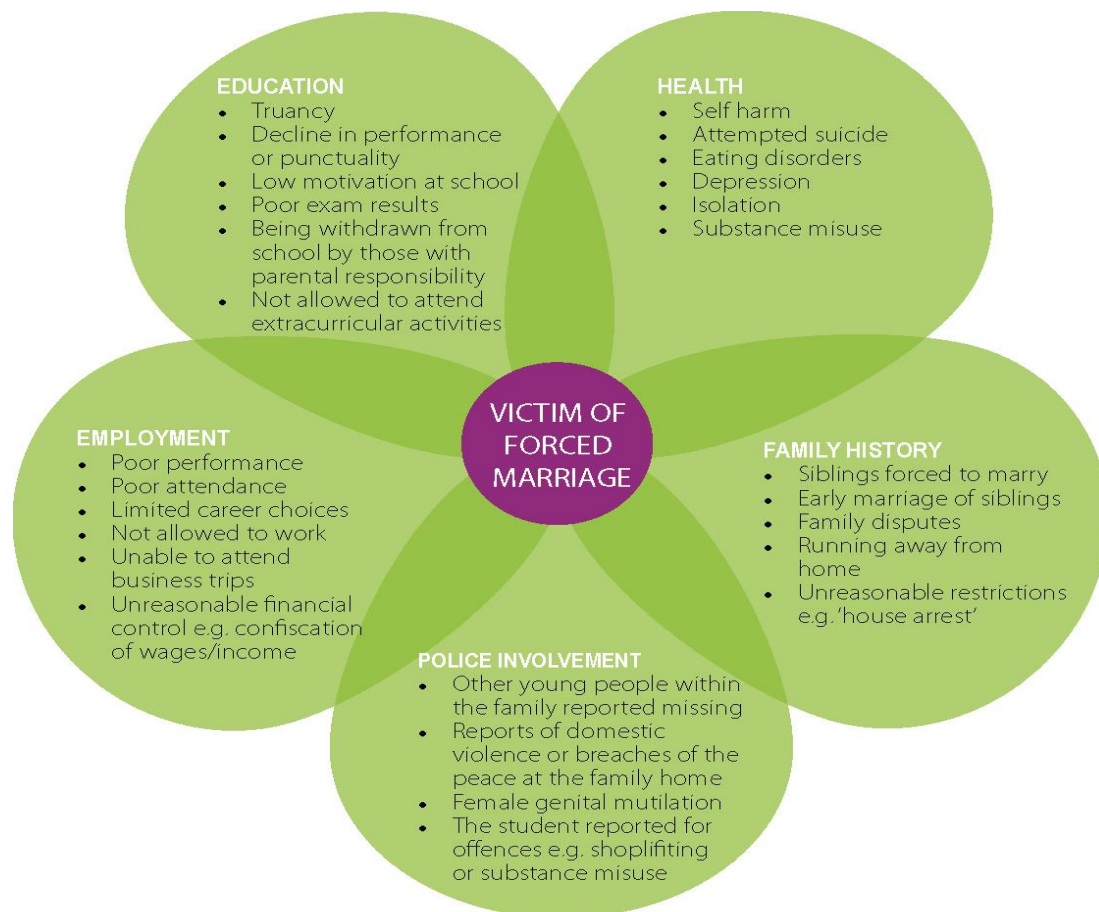 EDUCATION
• Truancy
• Decline in performance
or punctuality
• Low motivation at school
• Poor exam results
• Being withdrawn from
school by those with
parental responsibility
• Not allowed to attend
extracurricular activities
HEALTH
• Self harm
• Attempted suicide
• Eating disorders
• Depression
• Isolation
• Substance misuse
VICTIM OF
FORCED
MARRIAGE
EMPLOYMENT
• Poor performance
• Poor attendance
• Limited career choices
• Not allowed to work
• Unable to attend
business trips
• Unreasonable financial
control e.g. confiscation
of wages/income
FAMILY HISTORY
• Siblings forced to marry
• Early marriage of siblings
• Family disputes
• Running away from
home
• Unreasonable restrictions
e.g. 'house arrest'
POLICE INVOLVEMENT
• Other young people within
the family reported missing
• Reports of domestic
violence or breaches of the
peace at the family home
• Female genital mutilation
• The student reported for
offences e.g. shoplifiting
or substance misuse